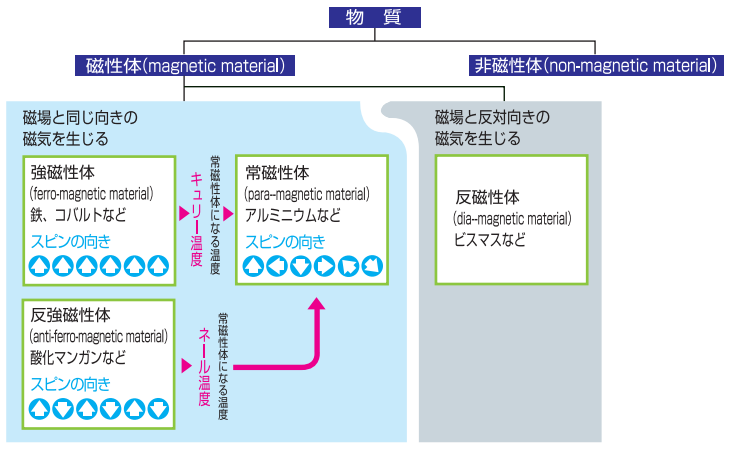 物質
磁性体(magnetic material)
非磁性体(non-magnetic material)
磁場と同じ向きの
磁気を生じる
強磁性体
(ferro-magnetic material)
鉄、コバルトなど
スピンの向き
キュリー温度
常磁性体になる温度
常磁性体
(para-magnetic material)
アルミニウムなど
スピンの向き
反強磁性体
(anti-ferro-magnetic material)
酸化マンガンなど
スピンの向き
ネール温度
常磁性体になる温度
磁場と反対向きの
磁気を生じる
反磁性体
(dia-magnetic material)
ビスマスなど